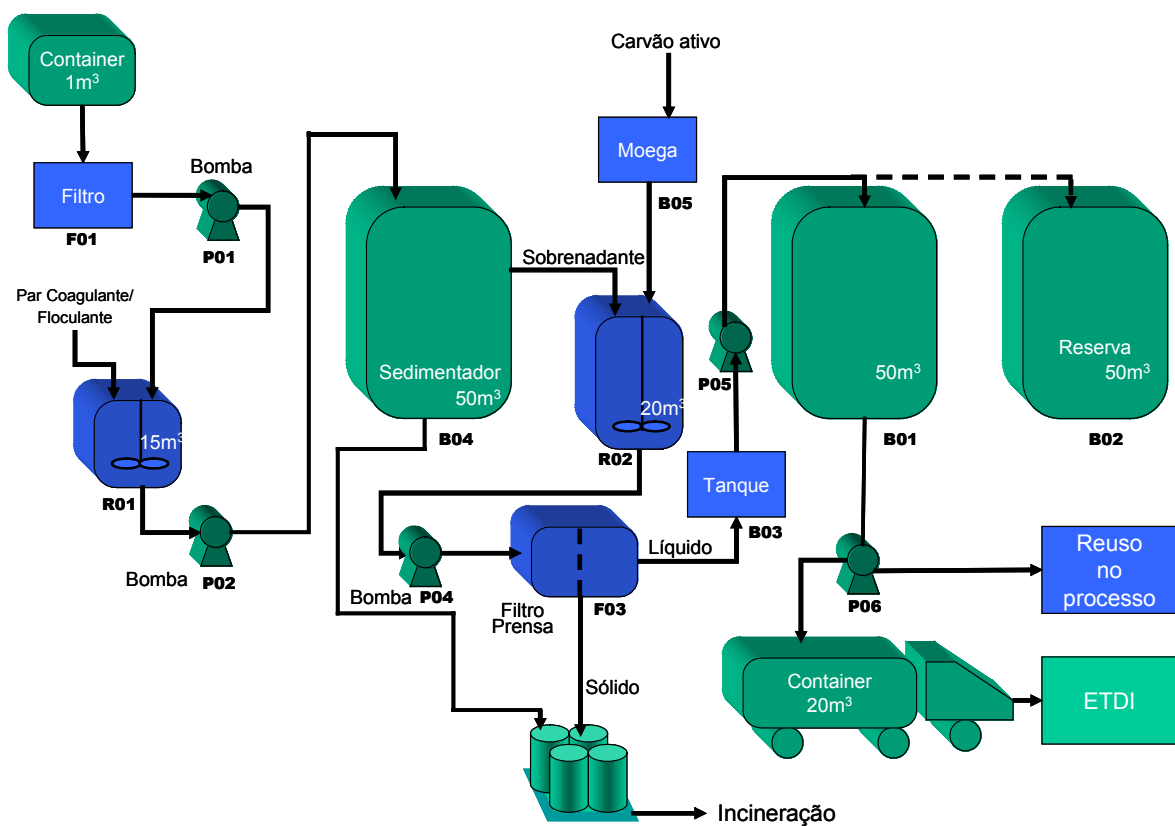 Container
1m³
Filtro
F01
Bomba
P01
Par Coagulante/
Floculante
15m³
R01
Bomba
P02
Sedimentador
50m³
B04
Sobrenadante
Carvão ativo
Moega
B05
20m³
R02
Bomba
P04
Filtro
Prensa
F03
Líquido
Sólido
Tanque
B03
P05
50m³
B01
Reserva
50m³
B02
P06
Reuso
no
processo
Container
20m³
ETDI
Incineração